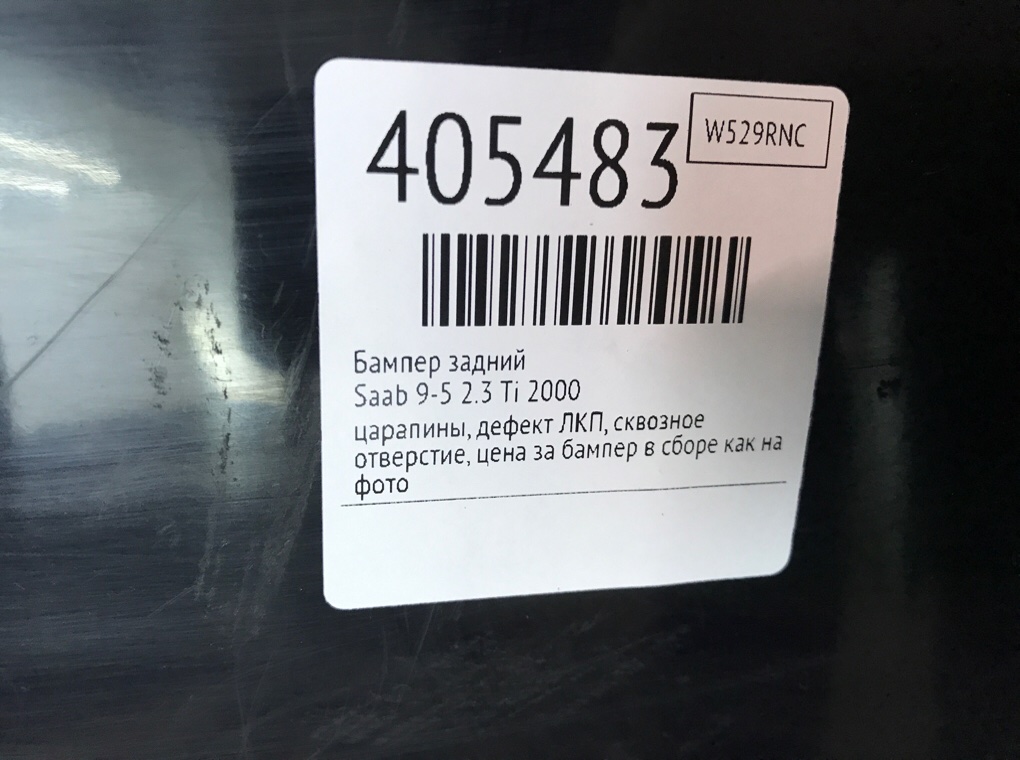 405483
W529RNC
Бампер задний
Saab 9-5 2.3 Ti 2000
царапины, дефект ЛКП, сквозное
отверстие, цена за бампер в сборе как на
фото